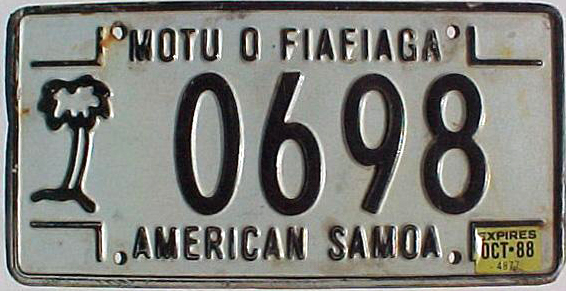 MOTU O FIAFIAGA
0698
AMERICAN SAMOA
EXPIRES
OCT•88